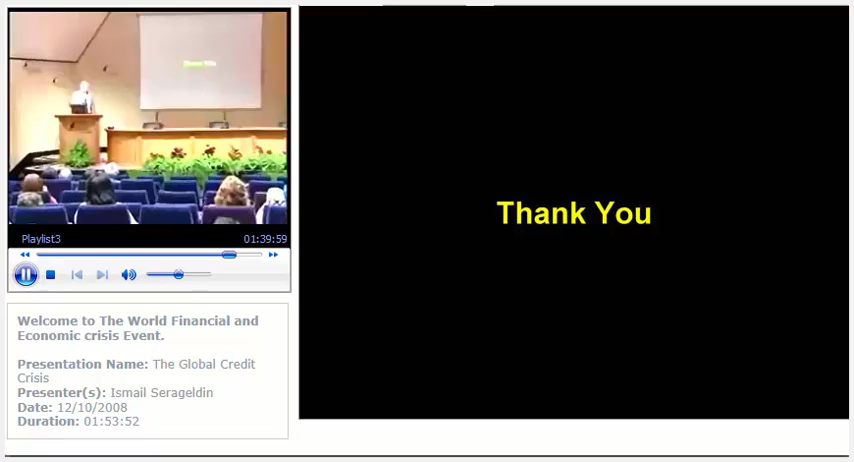 Playlist3 01:39:59
Welcome to The World Financial and
Economic crisis Event.
Presentation Name: The Global Credit
Crisis
Presenter(s): Ismail Serageldin
Date: 12/10/2008
Duration: 01:53:52
Thank You